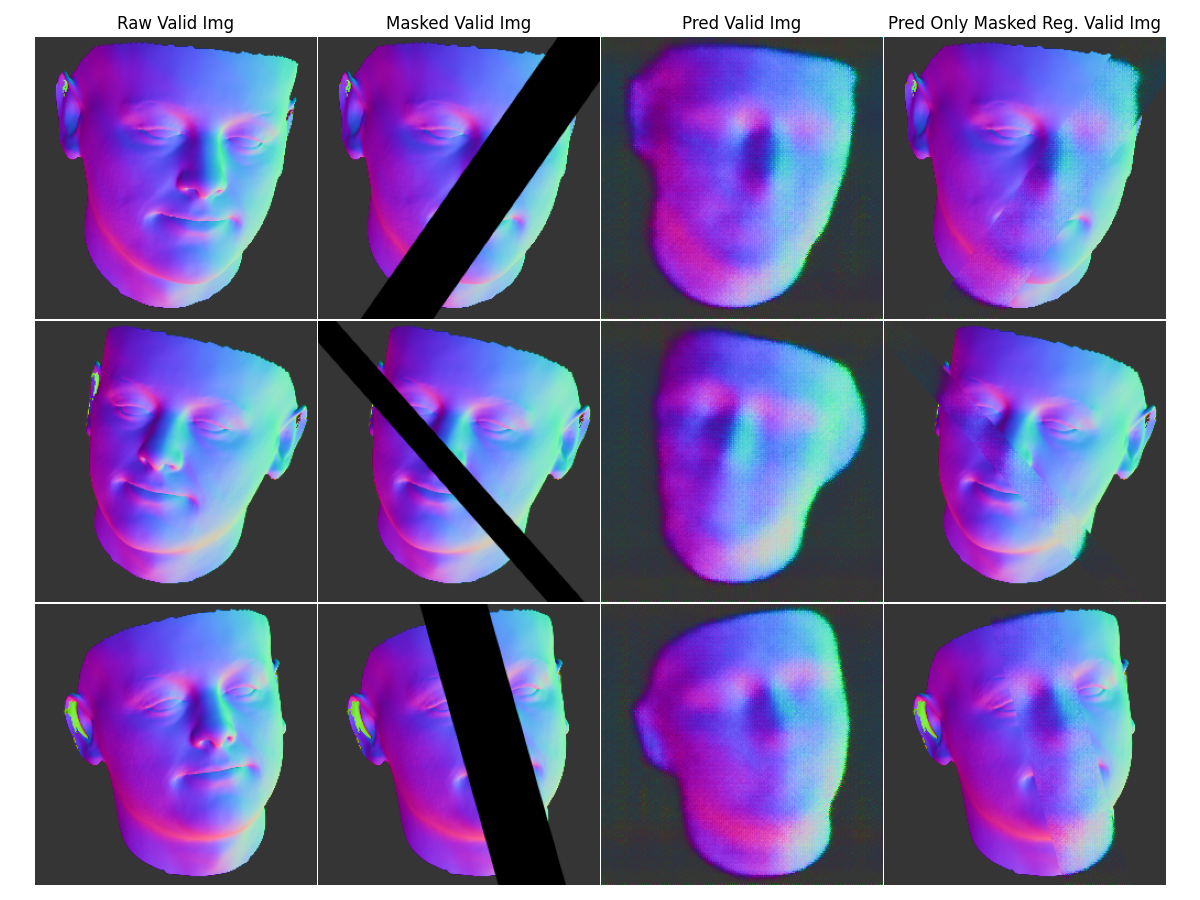 Raw Valid Img
Masked Valid Img
Pred Valid Img
Pred Only Masked Reg. Valid Img